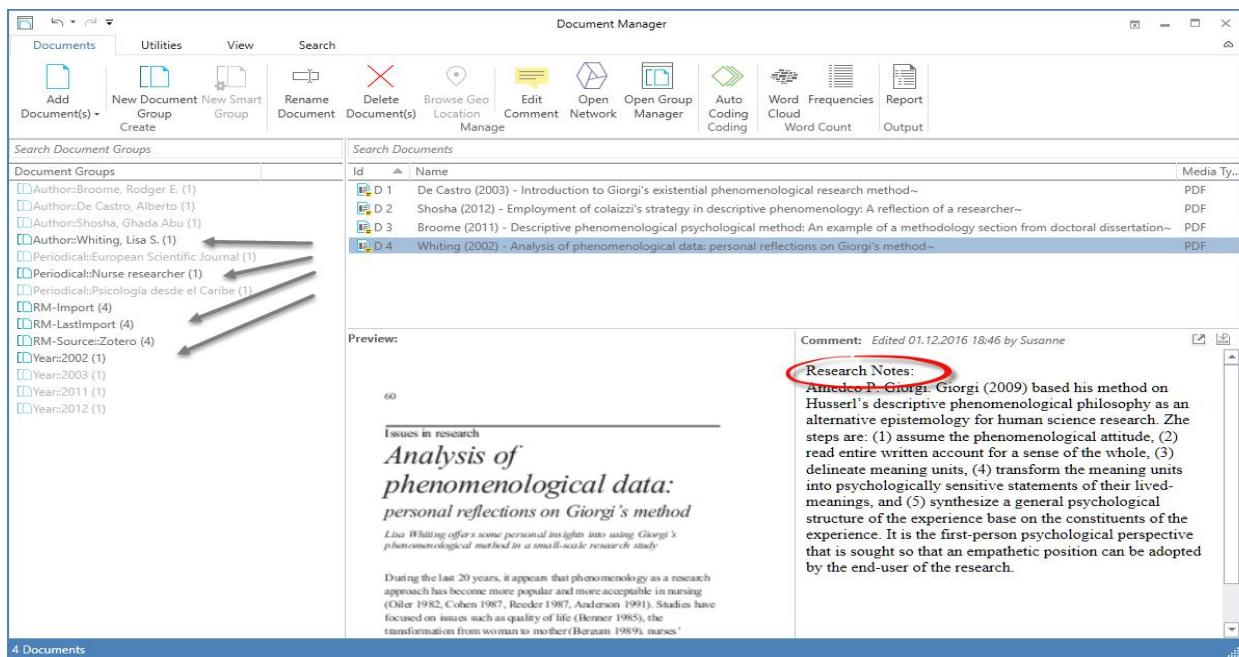 Document Manager
Documents Utilities View Search
Add Document(s)
New Document Group
New Smart Group
Create
Rename Document
Delete Document(s)
Browse Geo Location
Edit Comment
Open Network
Open Group Manager
Manage
Auto Coding
Coding
Word Cloud
Frequencies
Word Count
Report
Output
Search Document Groups
Document Groups
Author::Broome, Rodger E. (1)
Author::De Castro, Alberto (1)
Author::Shosha, Ghada Abu (1)
Author::Whiting, Lisa S. (1)
Periodical::European Scientific Journal (1)
Periodical::Nurse researcher (1)
Periodical::Psicología desde el Caribe (1)
RM-Import (4)
RM-LastImport (4)
RM-Source::Zotero (4)
Year::2002 (1)
Year::2003 (1)
Year::2011 (1)
Year::2012 (1)
Search Documents
Id Name Media Ty...
D 1 De Castro (2003) - Introduction to Giorgi's existential phenomenological research method~ PDF
D 2 Shosha (2012) - Employment of colaizzi's strategy in descriptive phenomenology: A reflection of a researcher~ PDF
D 3 Broome (2011) - Descriptive phenomenological psychological method: An example of a methodology section from doctoral dissertation~ PDF
D 4 Whiting (2002) - Analysis of phenomenological data: personal reflections on Giorgi's method~ PDF
Preview:
60
Issues in research
Analysis of
phenomenological data:
personal reflections on Giorgi's method
Lisa Whiting offers some personal insights into using Giorgi's
phenomenological method in a small-scale research study
During the last 20 years, it appears that phenomenology as a research
approach has become more popular and more acceptable in nursing
(Oiler 1982, Cohen 1987, Reeder 1987, Anderson 1991). Studies have
focused on issues such as quality of life (Benner 1985), the
transformation from woman to mother (Bergum 1989), nurses'
Comment: Edited 01.12.2016 18:46 by Susanne
Research Notes:
Amedeo P. Giorgi. Giorgi (2009) based his method on
Husserl's descriptive phenomenological philosophy as an
alternative epistemology for human science research. Zhe
steps are: (1) assume the phenomenological attitude, (2)
read entire written account for a sense of the whole, (3)
delineate meaning units, (4) transform the meaning units
into psychologically sensitive statements of their lived-
meanings, and (5) synthesize a general psychological
structure of the experience base on the constituents of the
experience. It is the first-person psychological perspective
that is sought so that an empathetic position can be adopted
by the end-user of the research.
4 Documents